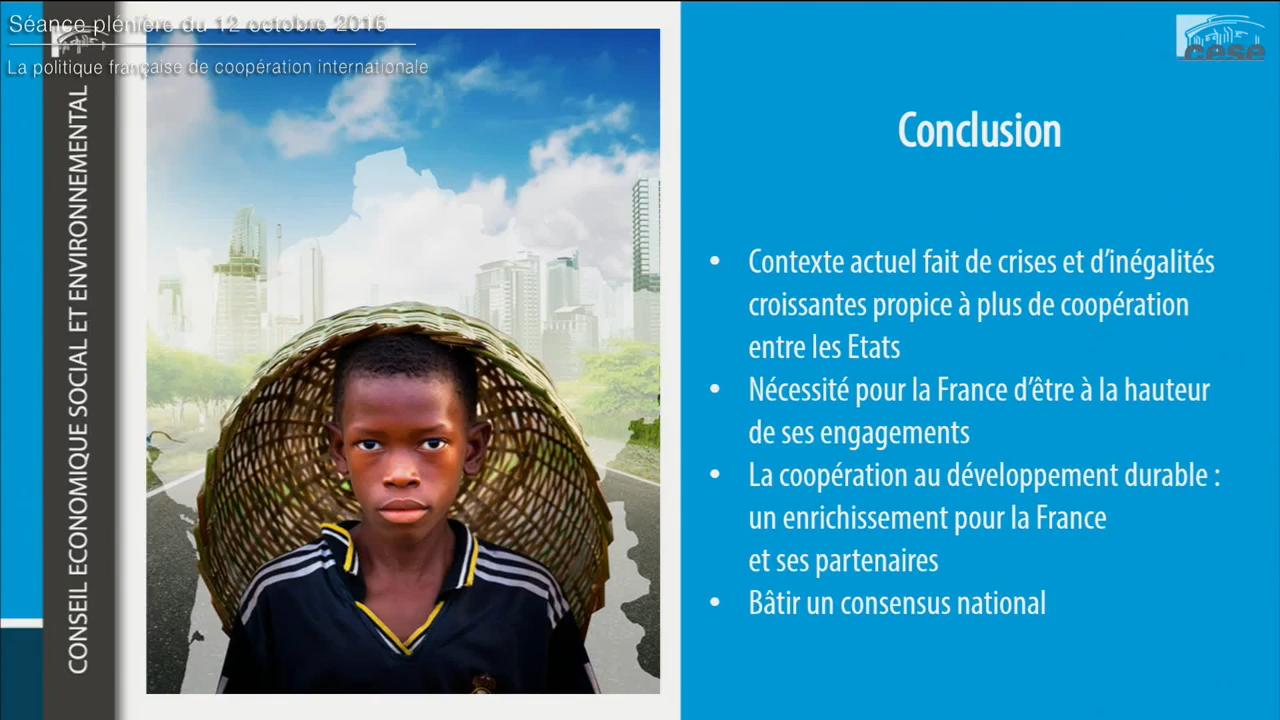 Séance plénière du 12 octobre 2016
La politique française de coopération internationale
CONSEIL ECONOMIQUE SOCIAL ET ENVIRONNEMENTAL
cese
Conclusion
• Contexte actuel fait de crises et d'inégalités
croissantes propice à plus de coopération
entre les Etats
• Nécessité pour la France d'être à la hauteur
de ses engagements
• La coopération au développement durable :
un enrichissement pour la France
et ses partenaires
• Bâtir un consensus national